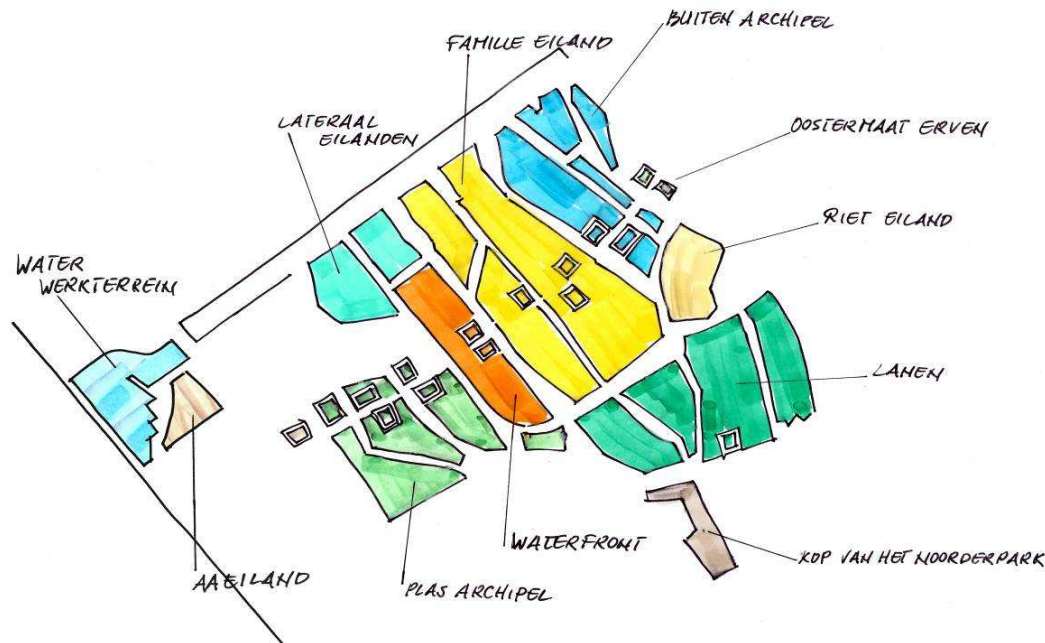 BUITEN ARCHIPEL
FAMILIE EILAND
LATERAAL
EILANDEN
OOSTERMAAT ERVEN
RIET EILAND
WATER
WERKTERREIN
LANEN
WATERFRONT
KOP VAN HET NOORDERPARK
AAEILAND
PLAS ARCHIPEL